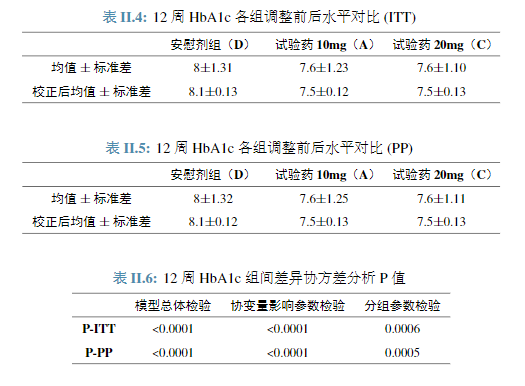 表 II.4: 12 周 HbA1c 各组调整前后水平对比 (ITT)
安慰剂组（D） 试验药 10mg（A） 试验药 20mg（C）
均值 ± 标准差 8±1.31 7.6±1.23 7.6±1.10
校正后均值 ± 标准差 8.1±0.13 7.5±0.12 7.5±0.13
表 II.5: 12 周 HbA1c 各组调整前后水平对比 (PP)
安慰剂组（D） 试验药 10mg（A） 试验药 20mg（C）
均值 ± 标准差 8±1.32 7.6±1.25 7.6±1.11
校正后均值 ± 标准差 8.1±0.12 7.5±0.13 7.5±0.13
表 II.6: 12 周 HbA1c 组间差异协方差分析 P 值
模型总体检验 协变量影响参数检验 分组参数检验
P-ITT <0.0001 <0.0001 0.0006
P-PP <0.0001 <0.0001 0.0005